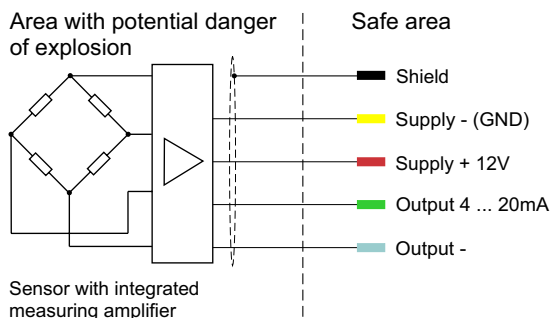 Area with potential danger
of explosion
Safe area
Shield
Supply - (GND)
Supply + 12V
Output 4 ... 20mA
Output -
Sensor with integrated
measuring amplifier